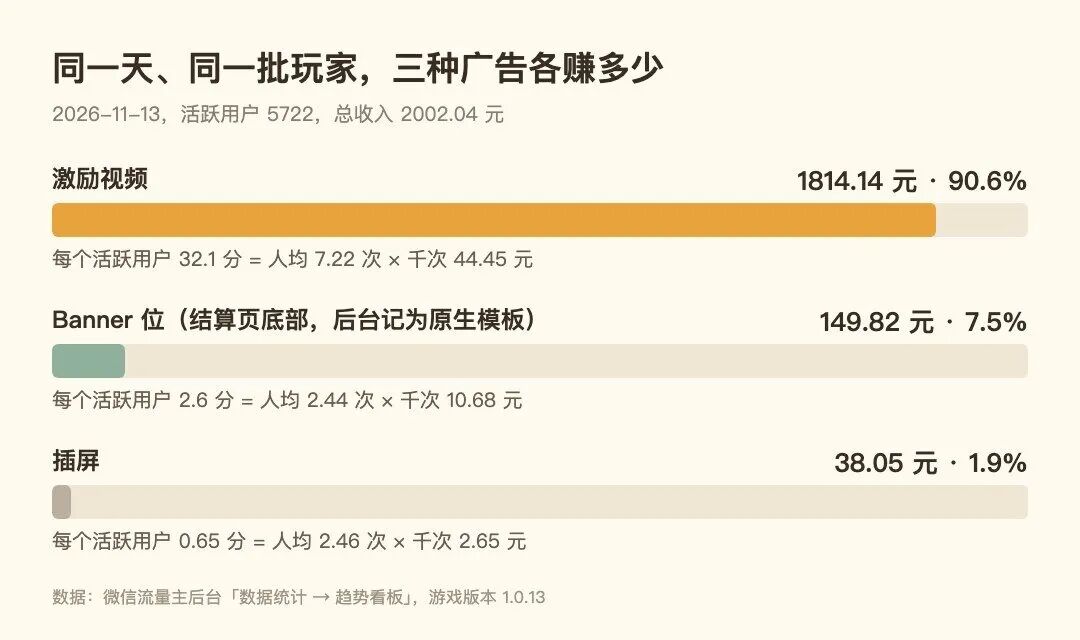 同一天、同一批玩家，三种广告各赚多少
2026-11-13，活跃用户 5722，总收入 2002.04 元
激励视频
1814.14 元 · 90.6%
每个活跃用户 32.1 分 = 人均 7.22 次 × 千次 44.45 元
Banner 位（结算页底部，后台记为原生模板）
149.82 元 · 7.5%
每个活跃用户 2.6 分 = 人均 2.44 次 × 千次 10.68 元
插屏
38.05 元 · 1.9%
每个活跃用户 0.65 分 = 人均 2.46 次 × 千次 2.65 元
数据：微信流量主后台「数据统计 → 趋势看板」，游戏版本 1.0.13